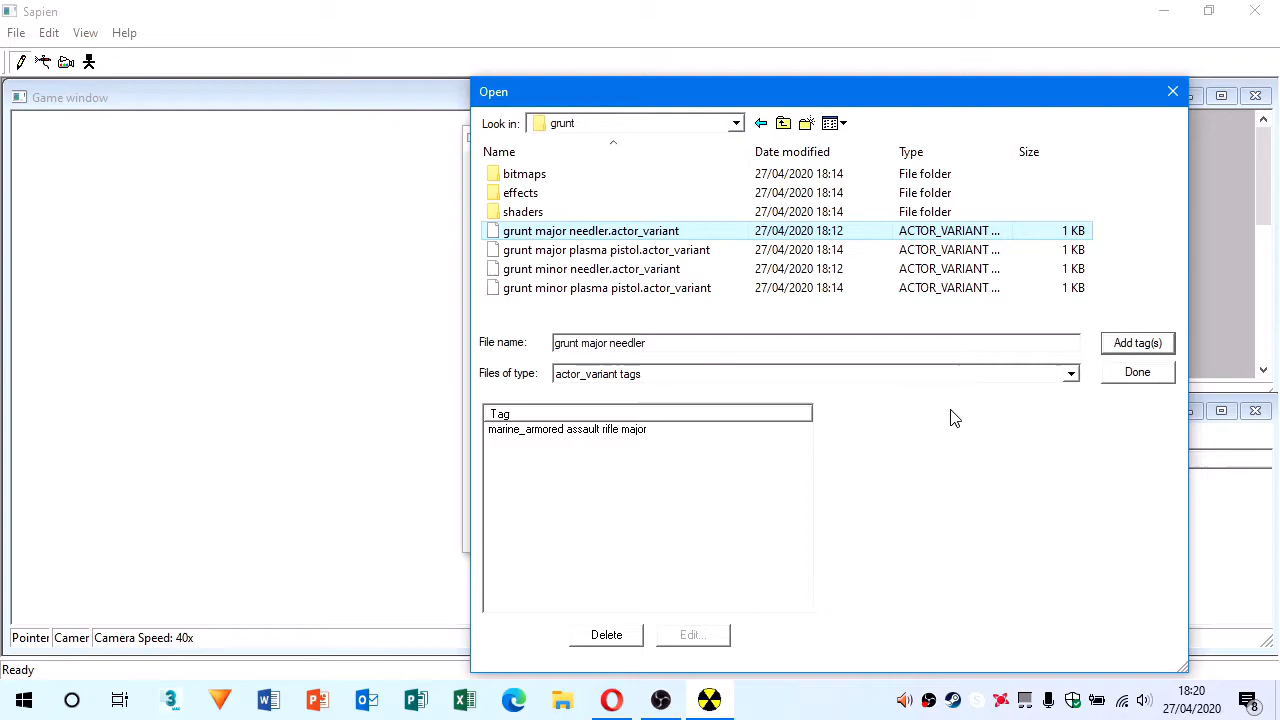 Sapien
File Edit View Help
Game window
Open
Look in: grunt
Name Date modified Type Size
bitmaps 27/04/2020 18:14 File folder
effects 27/04/2020 18:14 File folder
shaders 27/04/2020 18:14 File folder
grunt major needler.actor_variant 27/04/2020 18:12 ACTOR_VARIANT ... 1 KB
grunt major plasma pistol.actor_variant 27/04/2020 18:14 ACTOR_VARIANT ... 1 KB
grunt minor needler.actor_variant 27/04/2020 18:12 ACTOR_VARIANT ... 1 KB
grunt minor plasma pistol.actor_variant 27/04/2020 18:14 ACTOR_VARIANT ... 1 KB
File name: grunt major needler Add tag(s)
Files of type: actor_variant tags Done
Tag
marine_armored assault rifle major
Delete Edit...
Pointer Camer Camera Speed: 40x
Ready
18:20
27/04/2020
8